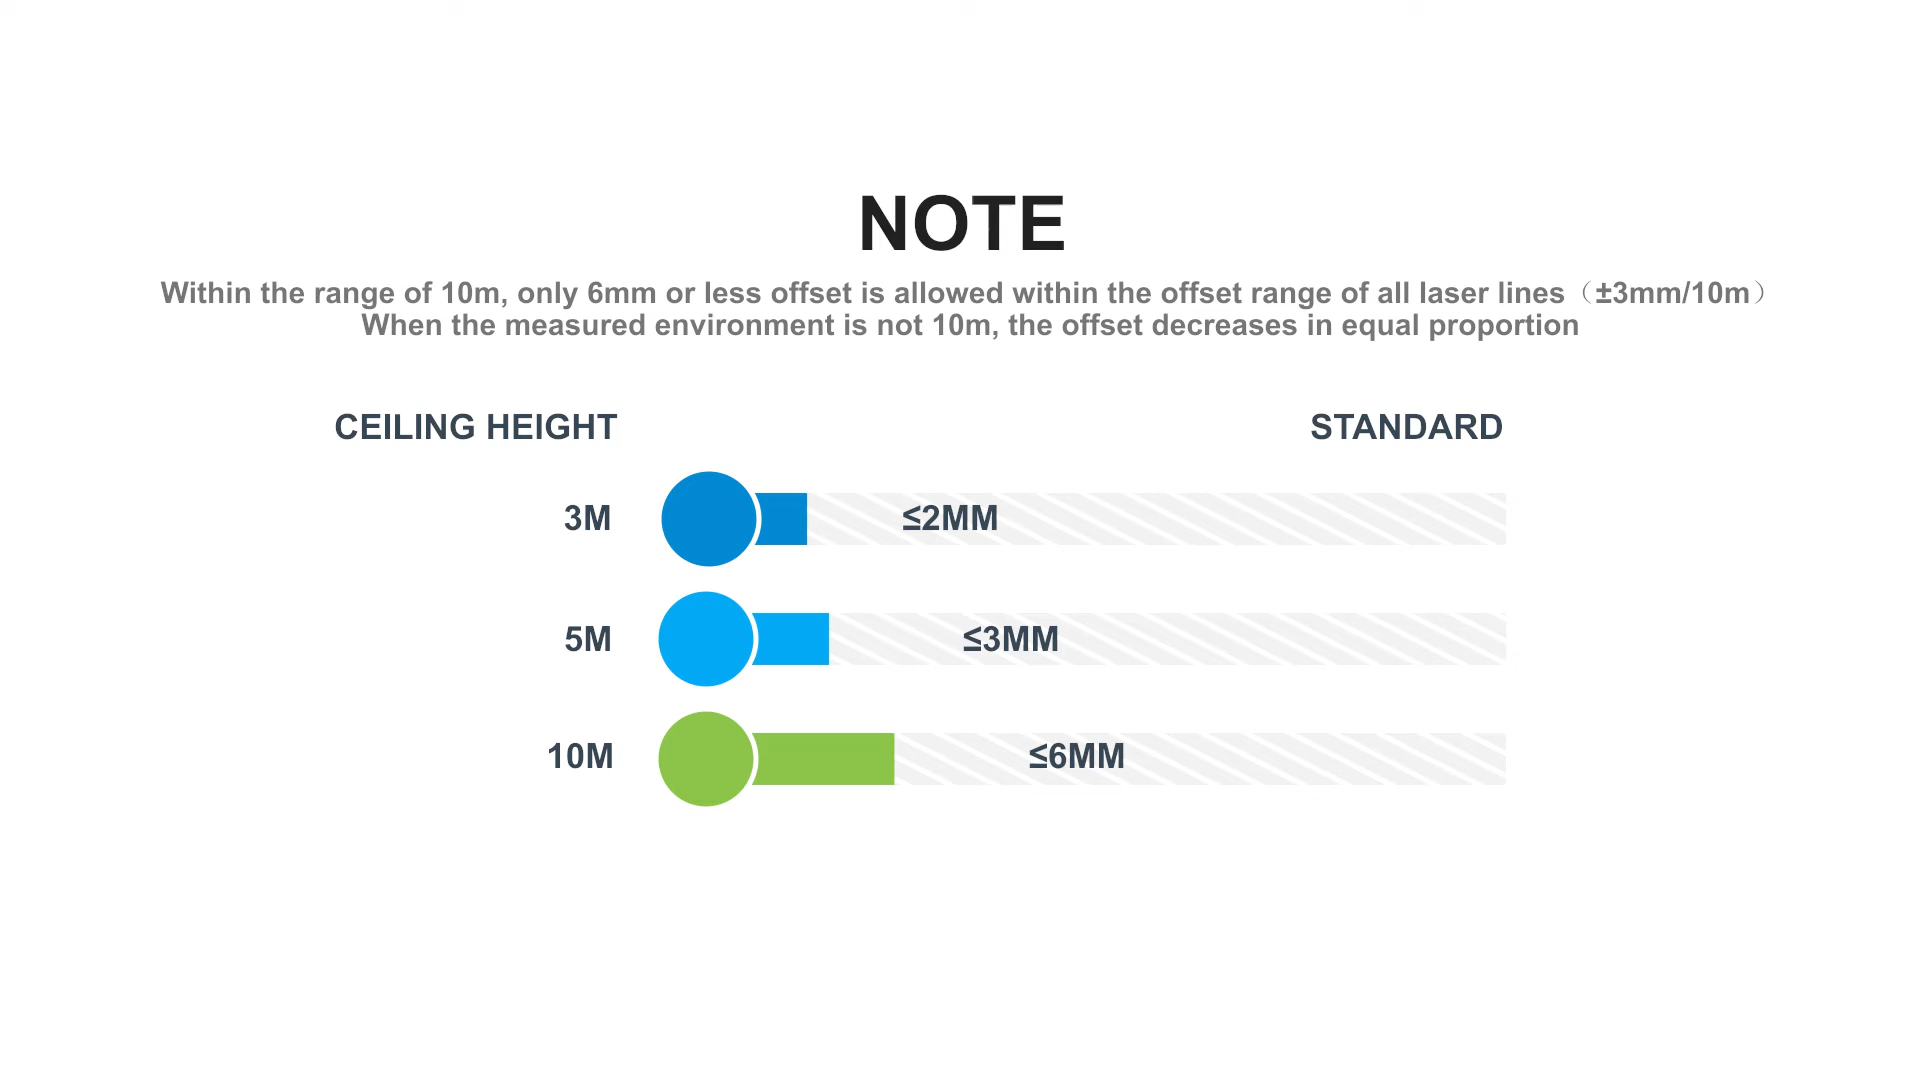 NOTE
Within the range of 10m, only 6mm or less offset is allowed within the offset range of all laser lines（±3mm/10m）
When the measured environment is not 10m, the offset decreases in equal proportion
CEILING HEIGHT STANDARD
3M ≤2MM
5M ≤3MM
10M ≤6MM